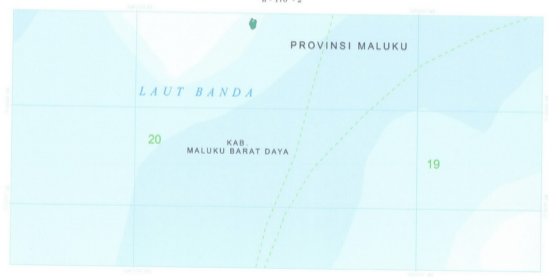 PROVINSI MALUKU
LAUT BANDA
20
KAB.
MALUKU BARAT DAYA
19